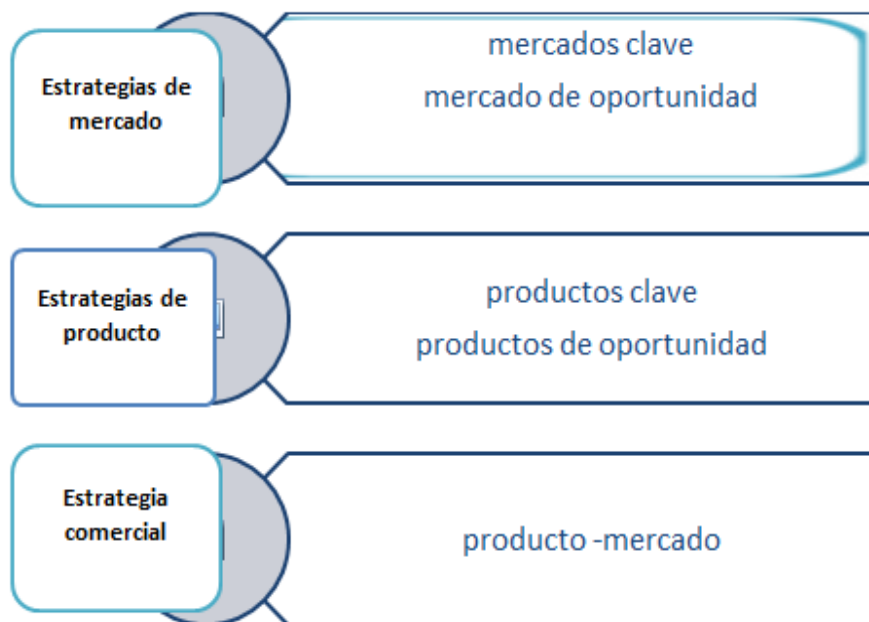 Estrategias de
mercado
mercados clave
mercado de oportunidad
Estrategias de
producto
productos clave
productos de oportunidad
Estrategia
comercial
producto -mercado